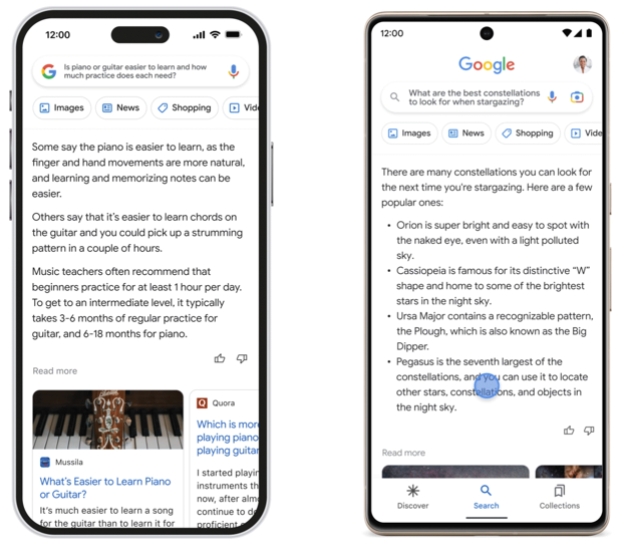 12:00
Is piano or guitar easier to learn and how
much practice does each need?
Images
News
Shopping
Some say the piano is easier to learn, as the
finger and hand movements are more natural,
and learning and memorizing notes can be
easier.
Others say that it's easier to learn chords on
the guitar and you could pick up a strumming
pattern in a couple of hours.
Music teachers often recommend that
beginners practice for at least 1 hour per day.
To get to an intermediate level, it typically
takes 3-6 months of regular practice for
guitar, and 6-18 months for piano.
Read more
Mussila
What's Easier to Learn Piano
or Guitar?
It's much easier to learn a song
for the guitar than to learn it for
Quora
Which is more
playing piano
playing guitar
I started playin
instruments th
now, after alm
continue to de
proficient
12:00
Google
What are the best constellations
to look for when stargazing?
Images
News
Shopping
Vide
There are many constellations you can look for
the next time you're stargazing. Here are a few
popular ones:
• Orion is super bright and easy to spot with
the naked eye, even with a light polluted
sky.
• Cassiopeia is famous for its distinctive "W"
shape and home to some of the brightest
stars in the night sky.
• Ursa Major contains a recognizable pattern,
the Plough, which is also known as the Big
Dipper.
• Pegasus is the seventh largest of the
constellations, and you can use it to locate
other stars, constellations, and objects in
the night sky.
Read more
Discover
Search
Collections